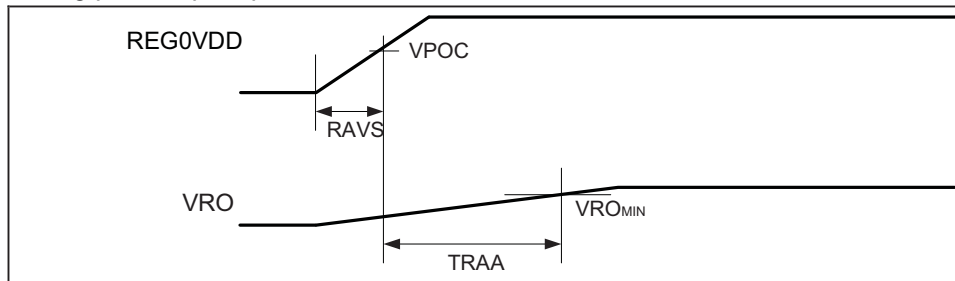 REG0VDD
VPOC
RAVS
VRO
VROMIN
TRAA